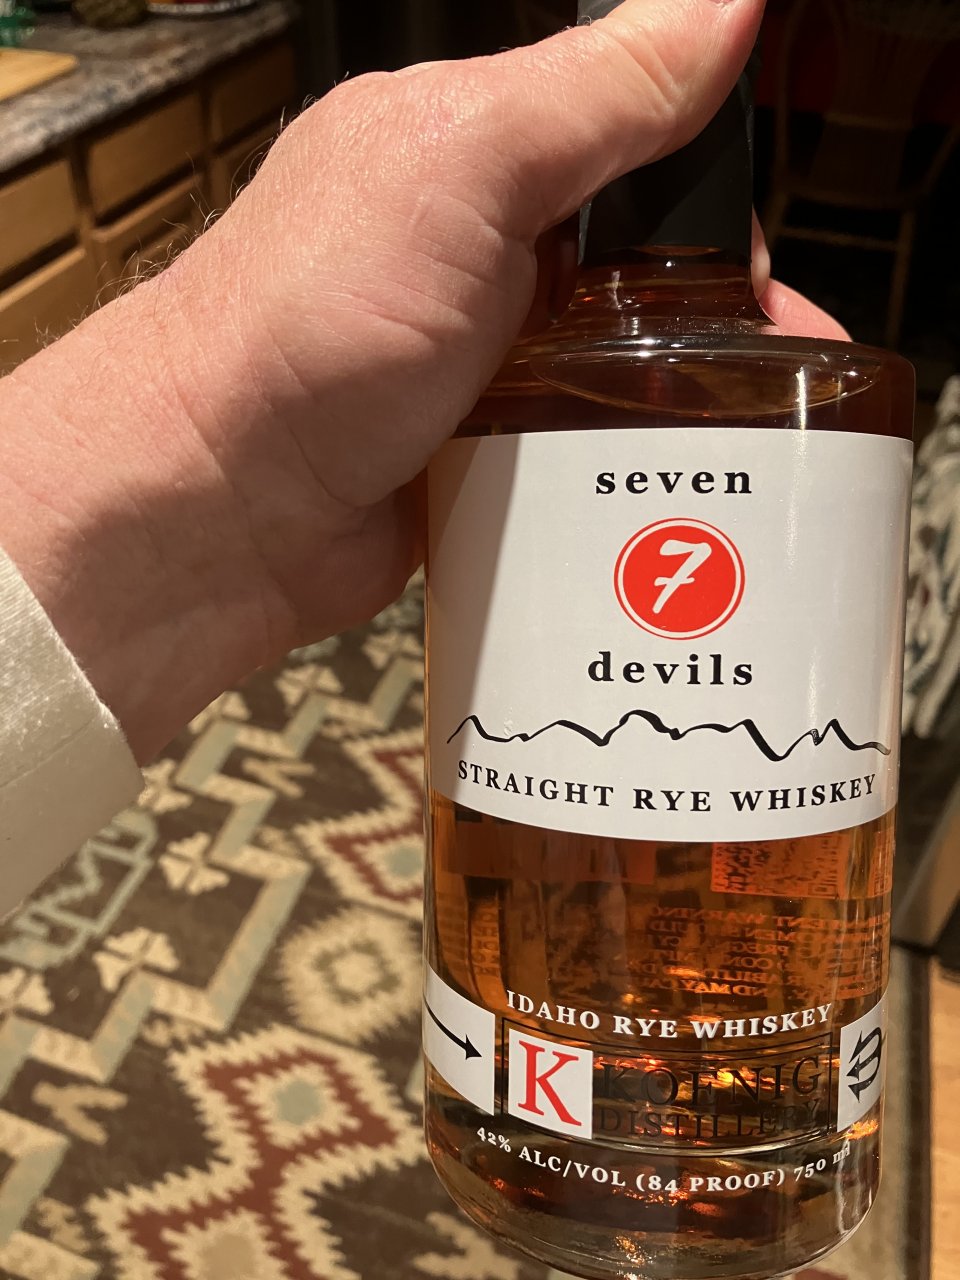 seven
7
devils
STRAIGHT RYE WHISKEY
IDAHO RYE WHISKEY
K KOENIG
DISTILLERY
42% ALC/VOL (84 PROOF) 750 ml